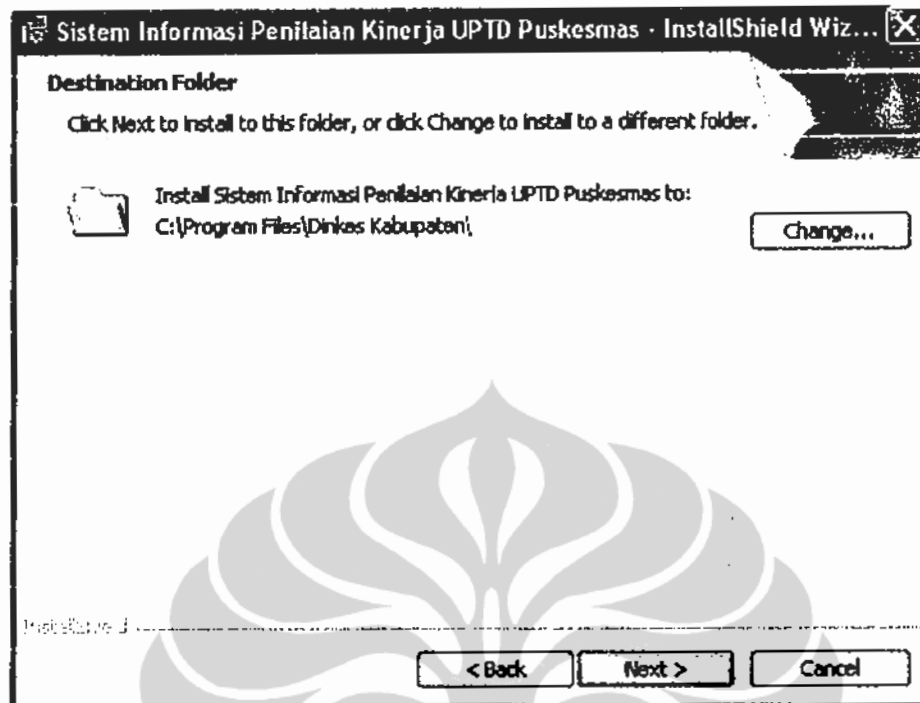 Sistem Informasi Penilaian Kinerja UPTD Puskesmas - InstallShield Wiz...
Destination Folder
Click Next to install to this folder, or click Change to install to a different folder.
Install Sistem Informasi Penilaian Kinerja UPTD Puskesmas to:
C:\Program Files\Dinkes Kabupaten\
Change...
InstallShield
< Back
Next >
Cancel